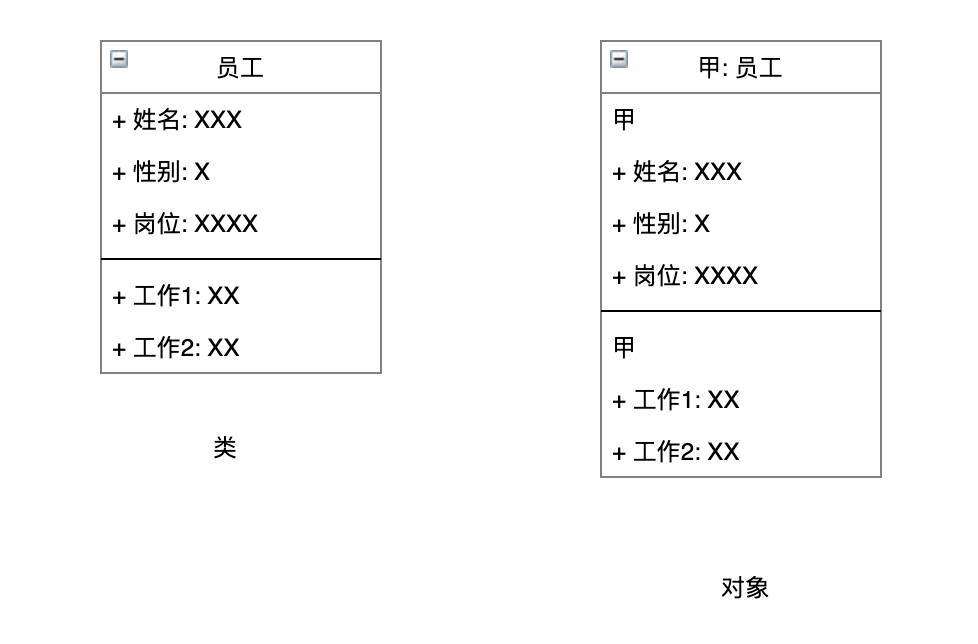 员工
+ 姓名: XXX
+ 性别: X
+ 岗位: XXXX
+ 工作1: XX
+ 工作2: XX
类
甲: 员工
甲
+ 姓名: XXX
+ 性别: X
+ 岗位: XXXX
甲
+ 工作1: XX
+ 工作2: XX
对象